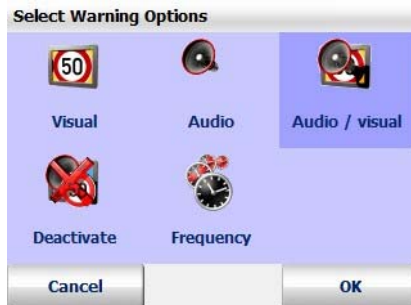 Select Warning Options
50
Visual Audio Audio / visual
Deactivate Frequency
Cancel OK